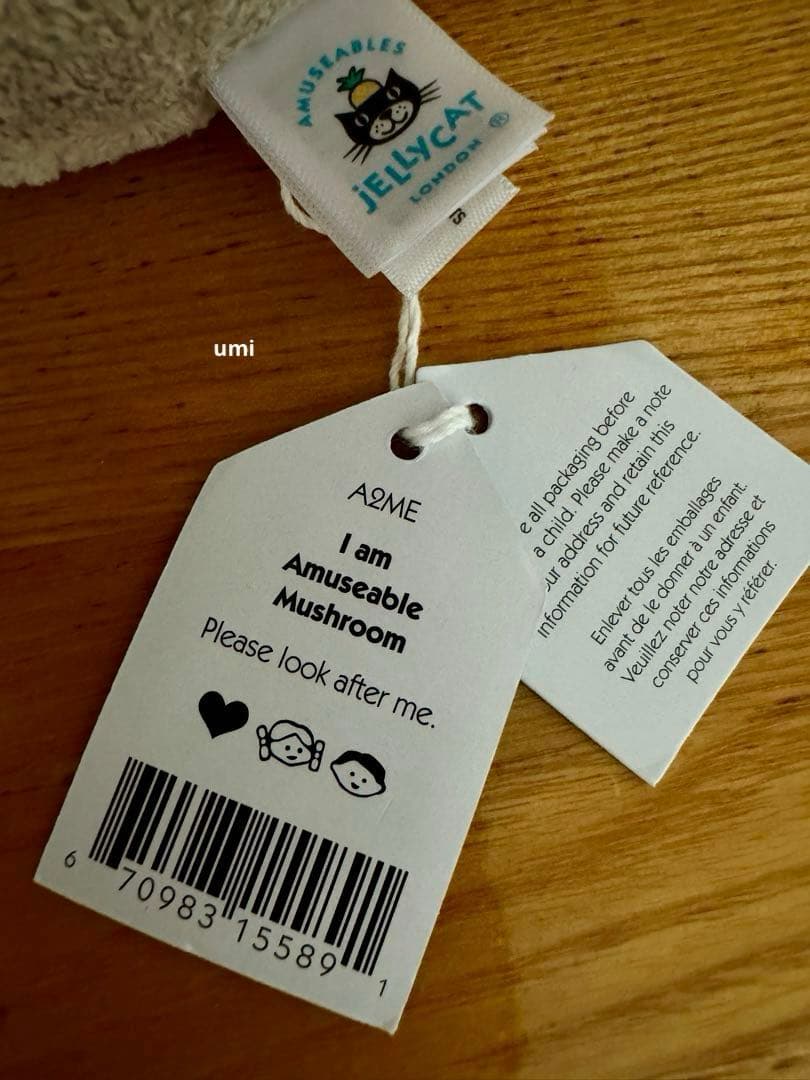 AMUSEABLES
JELLYCAT
LONDON ®
IS
umi
A2ME
I am
Amuseable
Mushroom
Please look after me.
6 70983 15589 1
all packaging before
a child. Please make a note
address and retain this
information for future reference.
Enlever tous les emballages
avant de le donner à un enfant.
Veuillez noter notre adresse et
conserver ces informations
pour vous y référer.